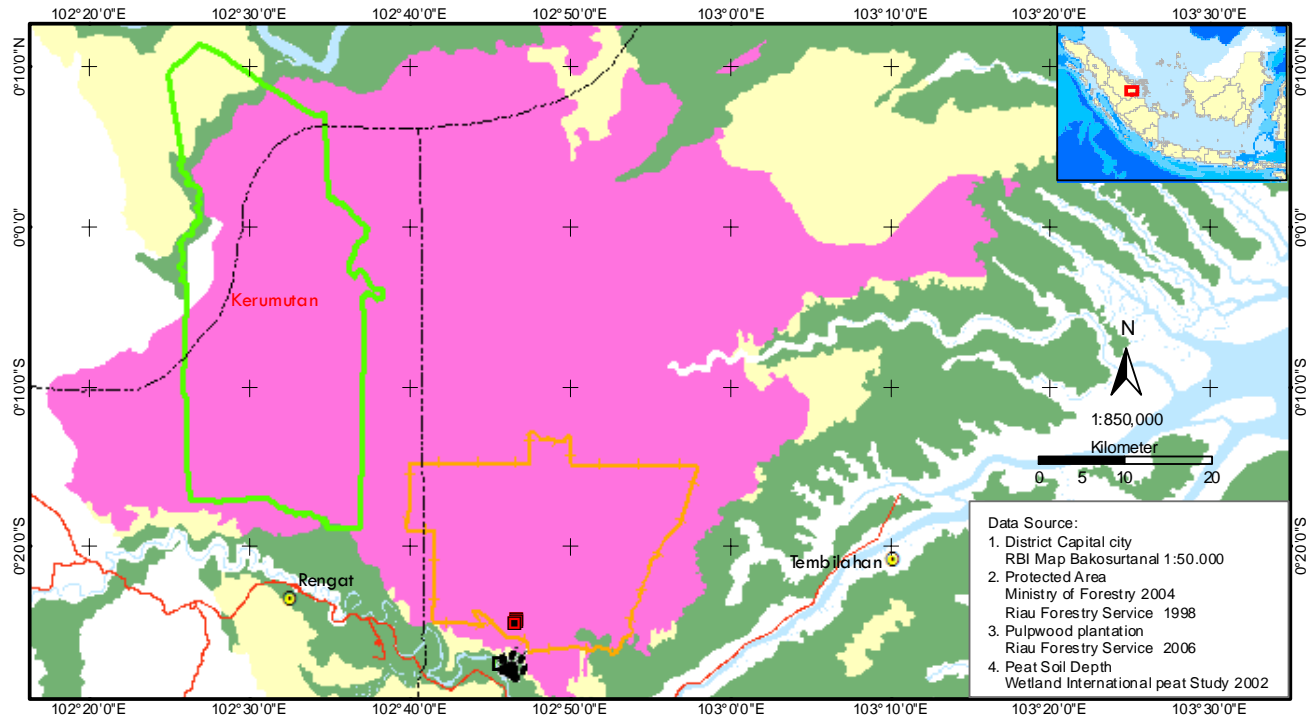 102°20'0"E 102°30'0"E 102°40'0"E 102°50'0"E 103°0'0"E 103°10'0"E 103°20'0"E 103°30'0"E
0°10'0"N 0°10'0"N
0°0'0" 0°0'0"
Kerumutan
N
0°10'0"S 0°10'0"S
1:850,000
Kilometer
0 5 10 20
Data Source:
1. District Capital city
RBI Map Bakosurtanal 1:50.000
2. Protected Area
Ministry of Forestry 2004
Riau Forestry Service 1998
3. Pulpwood plantation
Riau Forestry Service 2006
4. Peat Soil Depth
Wetland International peat Study 2002
0°20'0"S 0°20'0"S
Tembilahan
Rengat
D
102°20'0"E 102°30'0"E 102°40'0"E 102°50'0"E 103°0'0"E 103°10'0"E 103°20'0"E 103°30'0"E